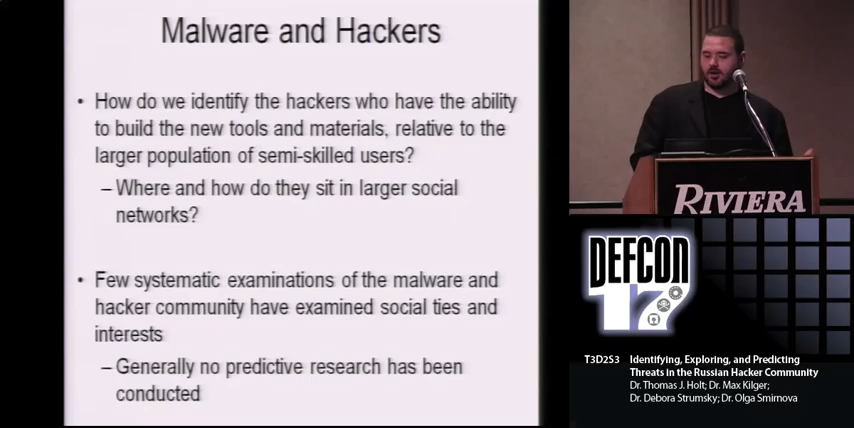 Malware and Hackers
• How do we identify the hackers who have the ability
to build the new tools and materials, relative to the
larger population of semi-skilled users?
– Where and how do they sit in larger social
networks?
• Few systematic examinations of the malware and
hacker community have examined social ties and
interests
– Generally no predictive research has been
conducted
RIVIERA
DEFCON
17
T3D2S3 Identifying, Exploring, and Predicting
Threats in the Russian Hacker Community
Dr. Thomas J. Holt; Dr. Max Kilger;
Dr. Debora Strumsky; Dr. Olga Smirnova